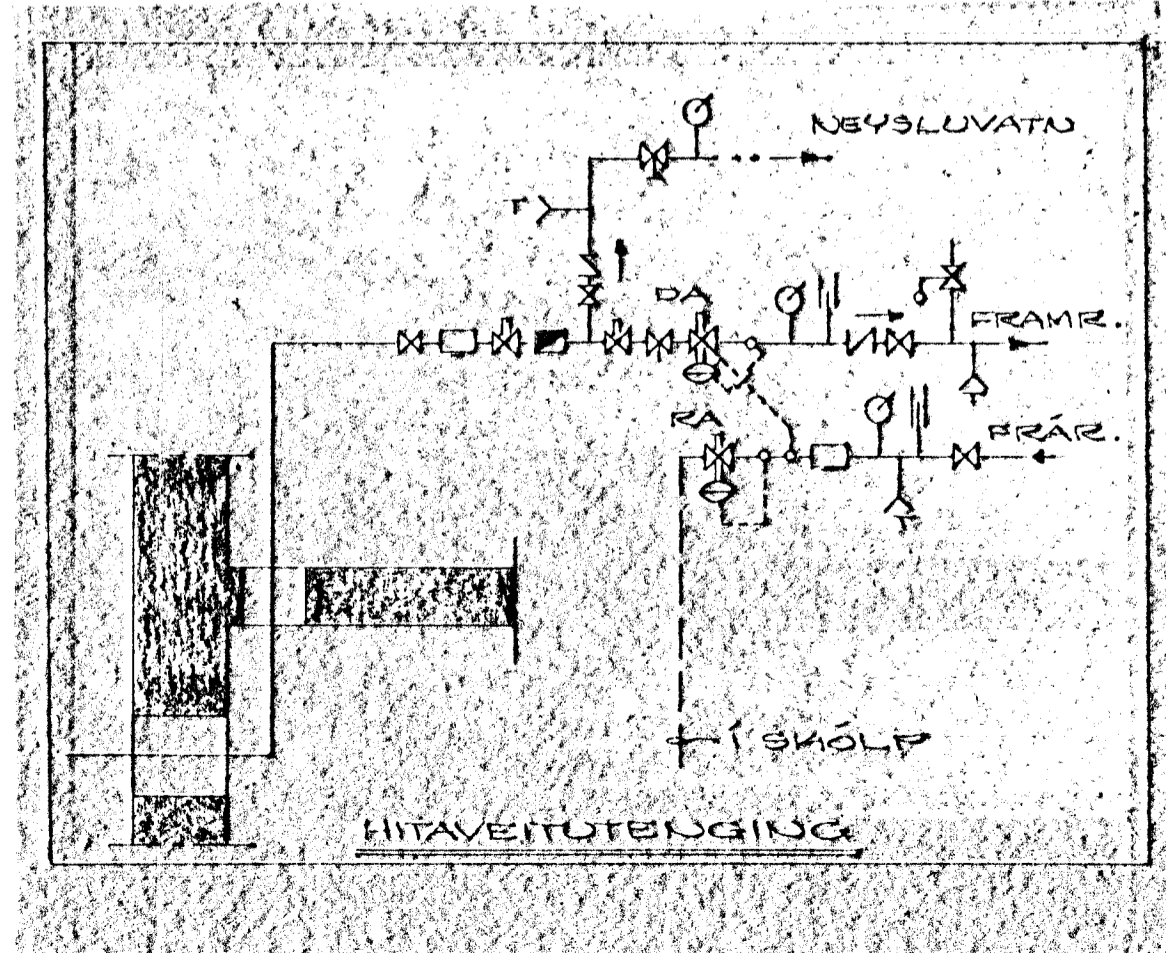 NEYSLUVATN
T
DA
FRAMR.
RA
FRÁR.
Í SKÓLP
HITAVEITUTENGING